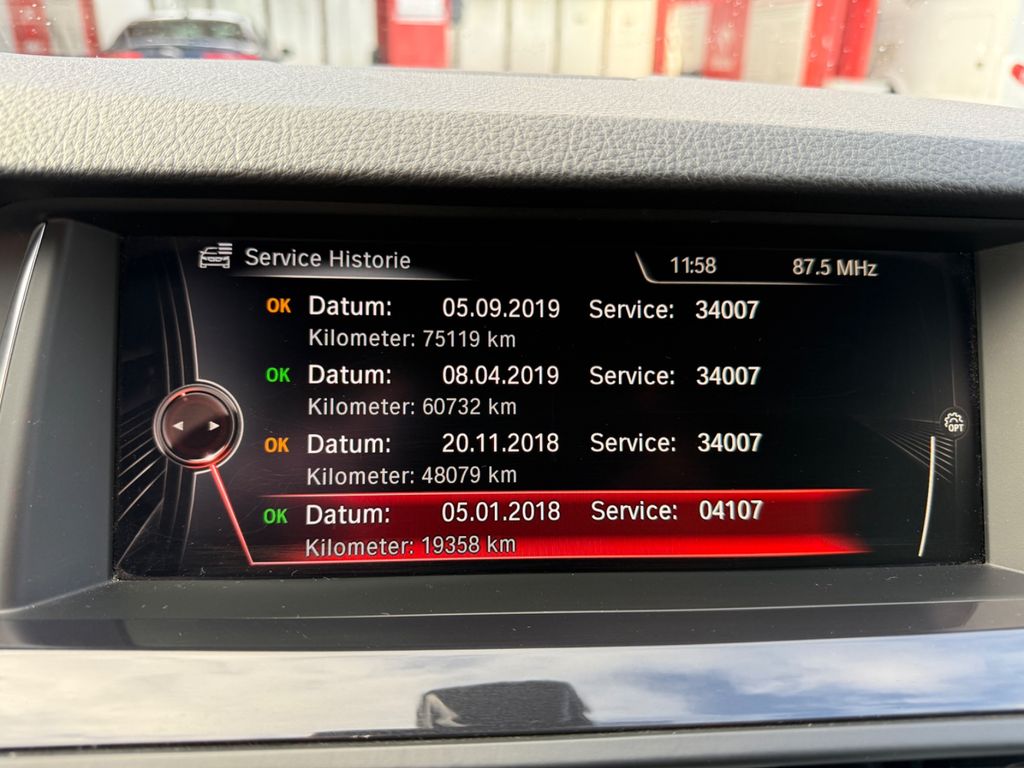 Service Historie 11:58 87.5 MHz
OK Datum: 05.09.2019 Service: 34007
Kilometer: 75119 km
OK Datum: 08.04.2019 Service: 34007
Kilometer: 60732 km
OK Datum: 20.11.2018 Service: 34007
Kilometer: 48079 km
OK Datum: 05.01.2018 Service: 04107
Kilometer: 19358 km
OPT